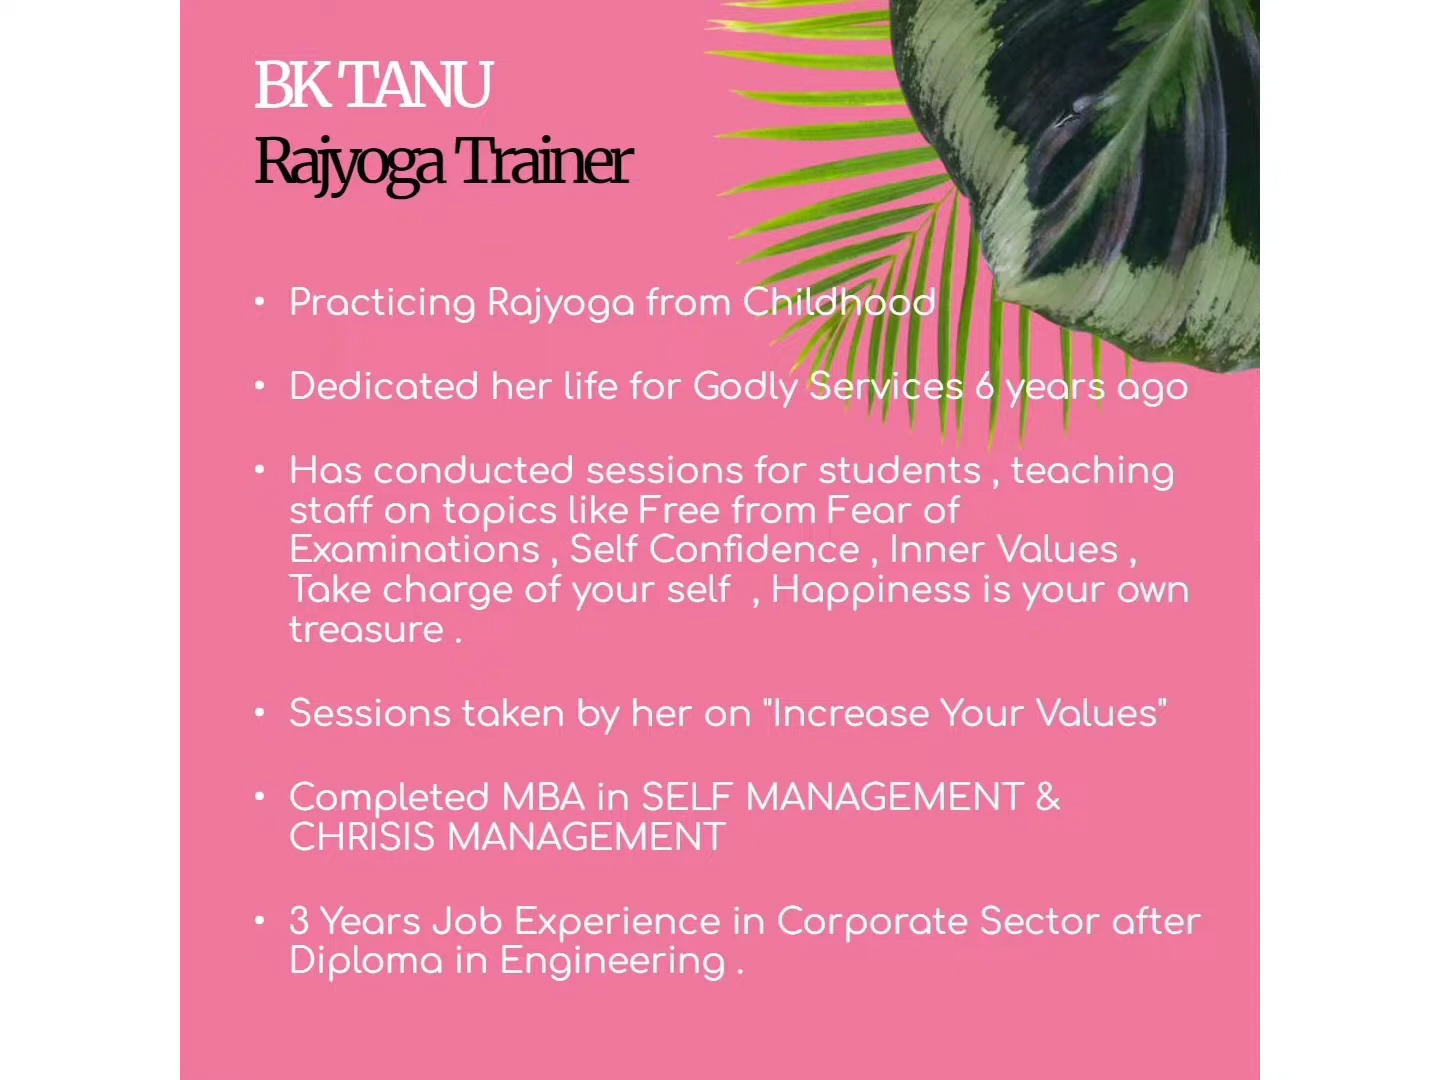 BK TANU
Rajyoga Trainer
• Practicing Rajyoga from Childhood
• Dedicated her life for Godly Services 6 years ago
• Has conducted sessions for students , teaching
staff on topics like Free from Fear of
Examinations , Self Confidence , Inner Values ,
Take charge of your self  , Happiness is your own
treasure .
• Sessions taken by her on "Increase Your Values"
• Completed MBA in SELF MANAGEMENT &
CHRISIS MANAGEMENT
• 3 Years Job Experience in Corporate Sector after
Diploma in Engineering .